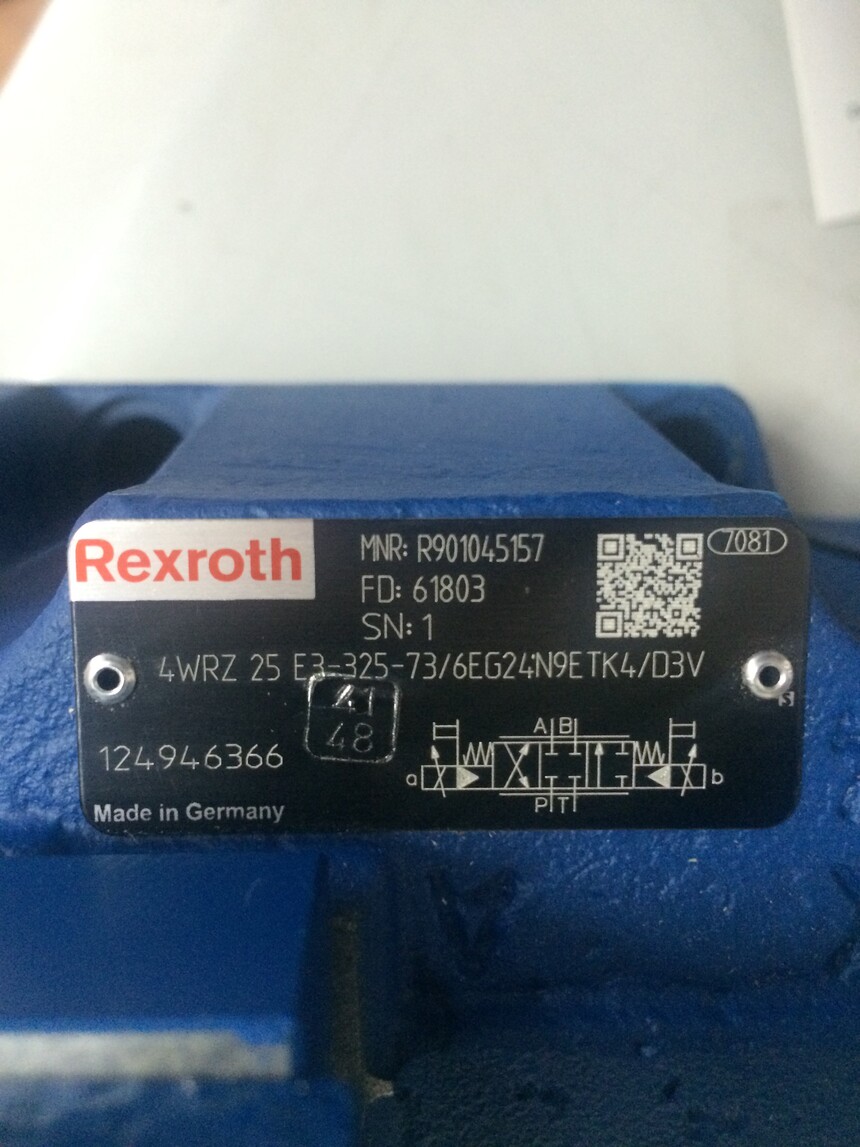 Rexroth
MNR: R901045157
FD: 61803
SN: 1
7081
4WRZ 25 E3-325-73/6EG24N9ETK4/D3V
41
48
124946366
A B
a
b
P T
Made in Germany